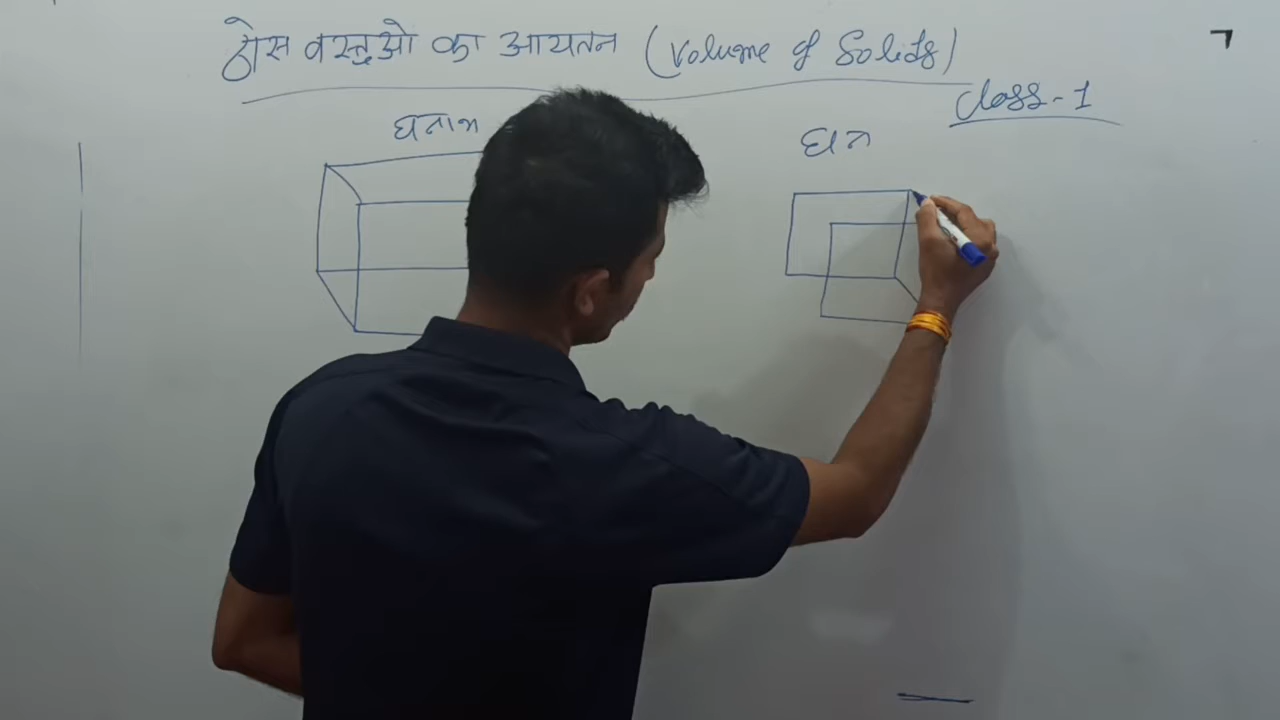 ठोस वस्तुओ का आयतन (Volume of Solids)
Class-1
घनाभ
घन